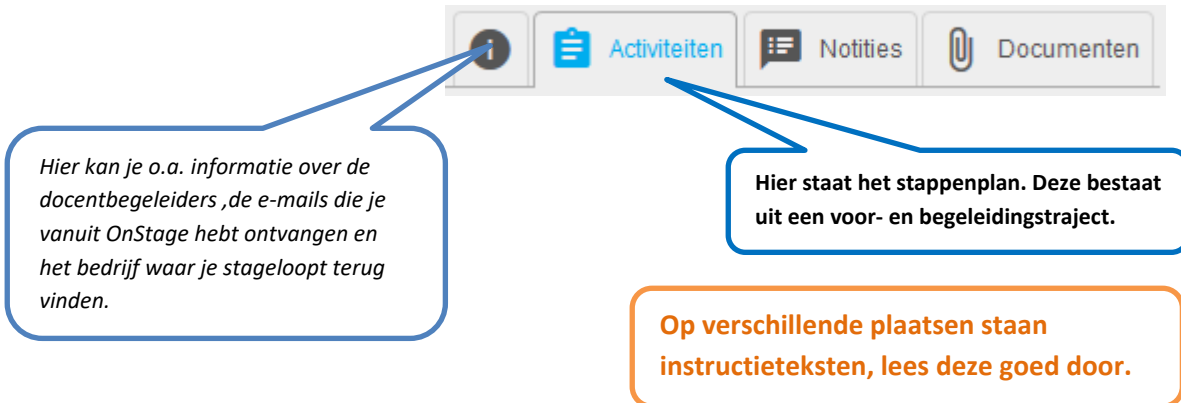 Activiteiten
Notities
Documenten
Hier kan je o.a. informatie over de
docentbegeleiders ,de e-mails die je
vanuit OnStage hebt ontvangen en
het bedrijf waar je stageloopt terug
vinden.
Hier staat het stappenplan. Deze bestaat
uit een voor- en begeleidingstraject.
Op verschillende plaatsen staan
instructieteksten, lees deze goed door.